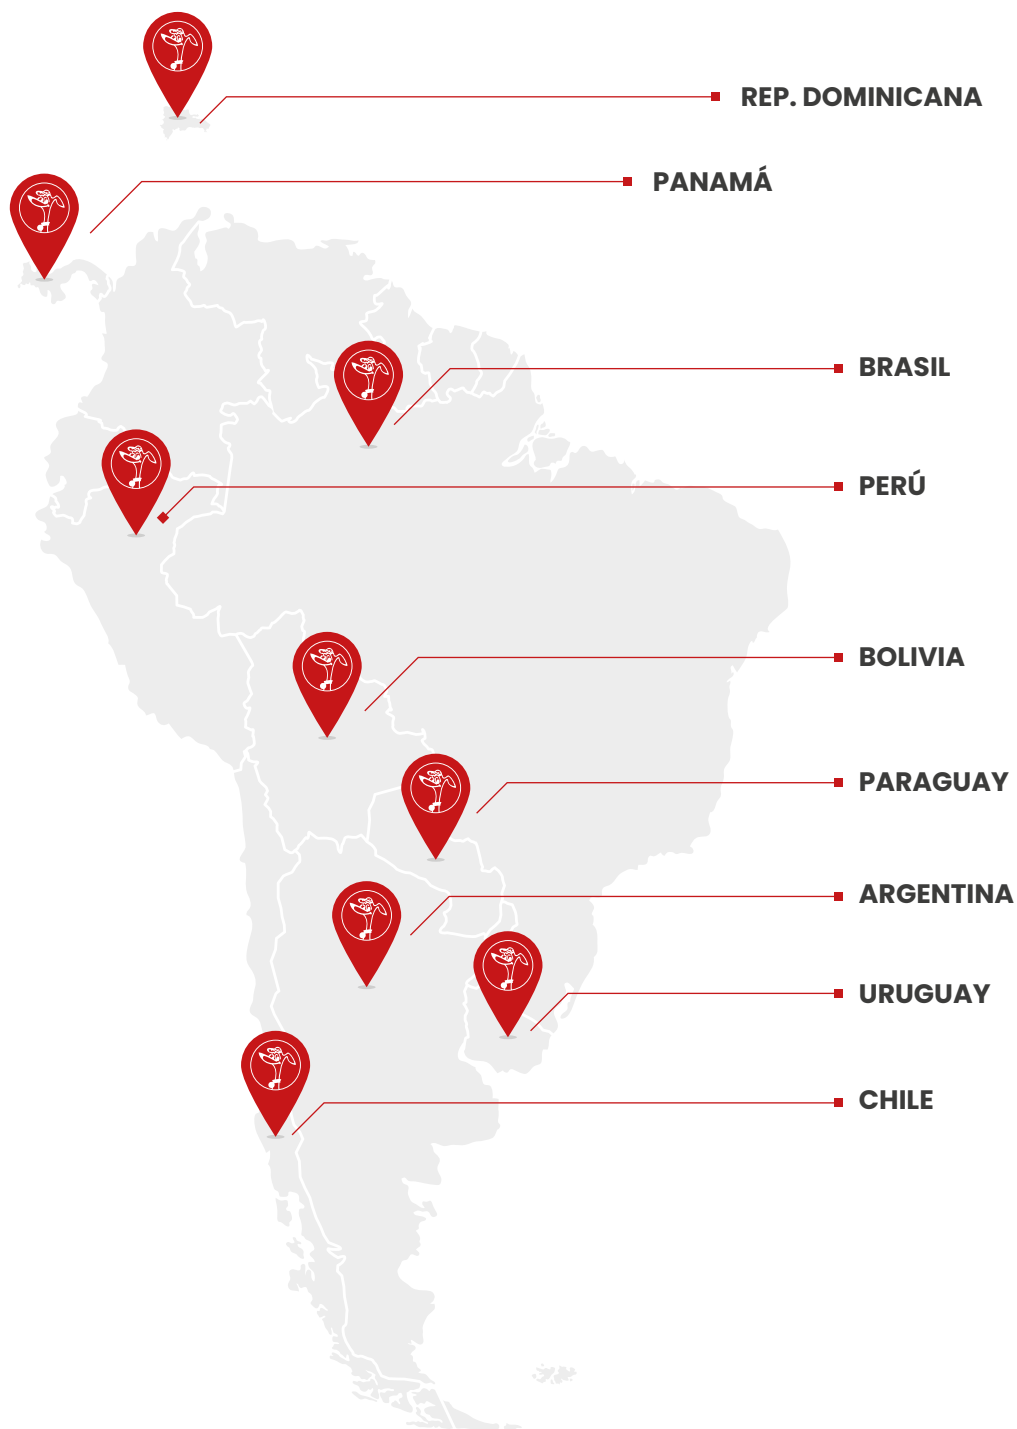 REP. DOMINICANA
PANAMÁ
BRASIL
PERÚ
BOLIVIA
PARAGUAY
ARGENTINA
URUGUAY
CHILE